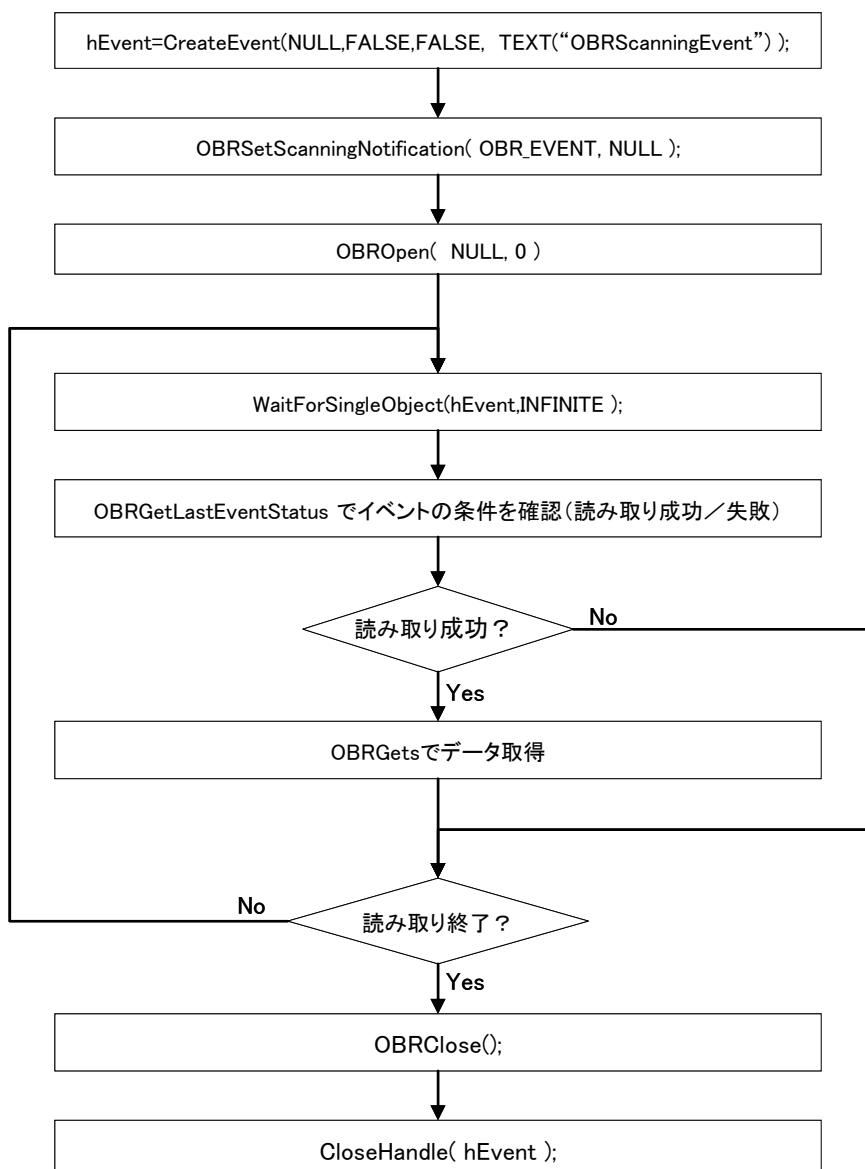 hEvent=CreateEvent(NULL,FALSE,FALSE, TEXT(“OBRScanningEvent”) );
OBRSetScanningNotification( OBR_EVENT, NULL );
OBROpen( NULL, 0 )
WaitForSingleObject(hEvent,INFINITE );
OBRGetLastEventStatus でイベントの条件を確認(読み取り成功/失敗)
読み取り成功?
No
Yes
OBRGetsでデータ取得
No
読み取り終了?
Yes
OBRClose();
CloseHandle( hEvent );